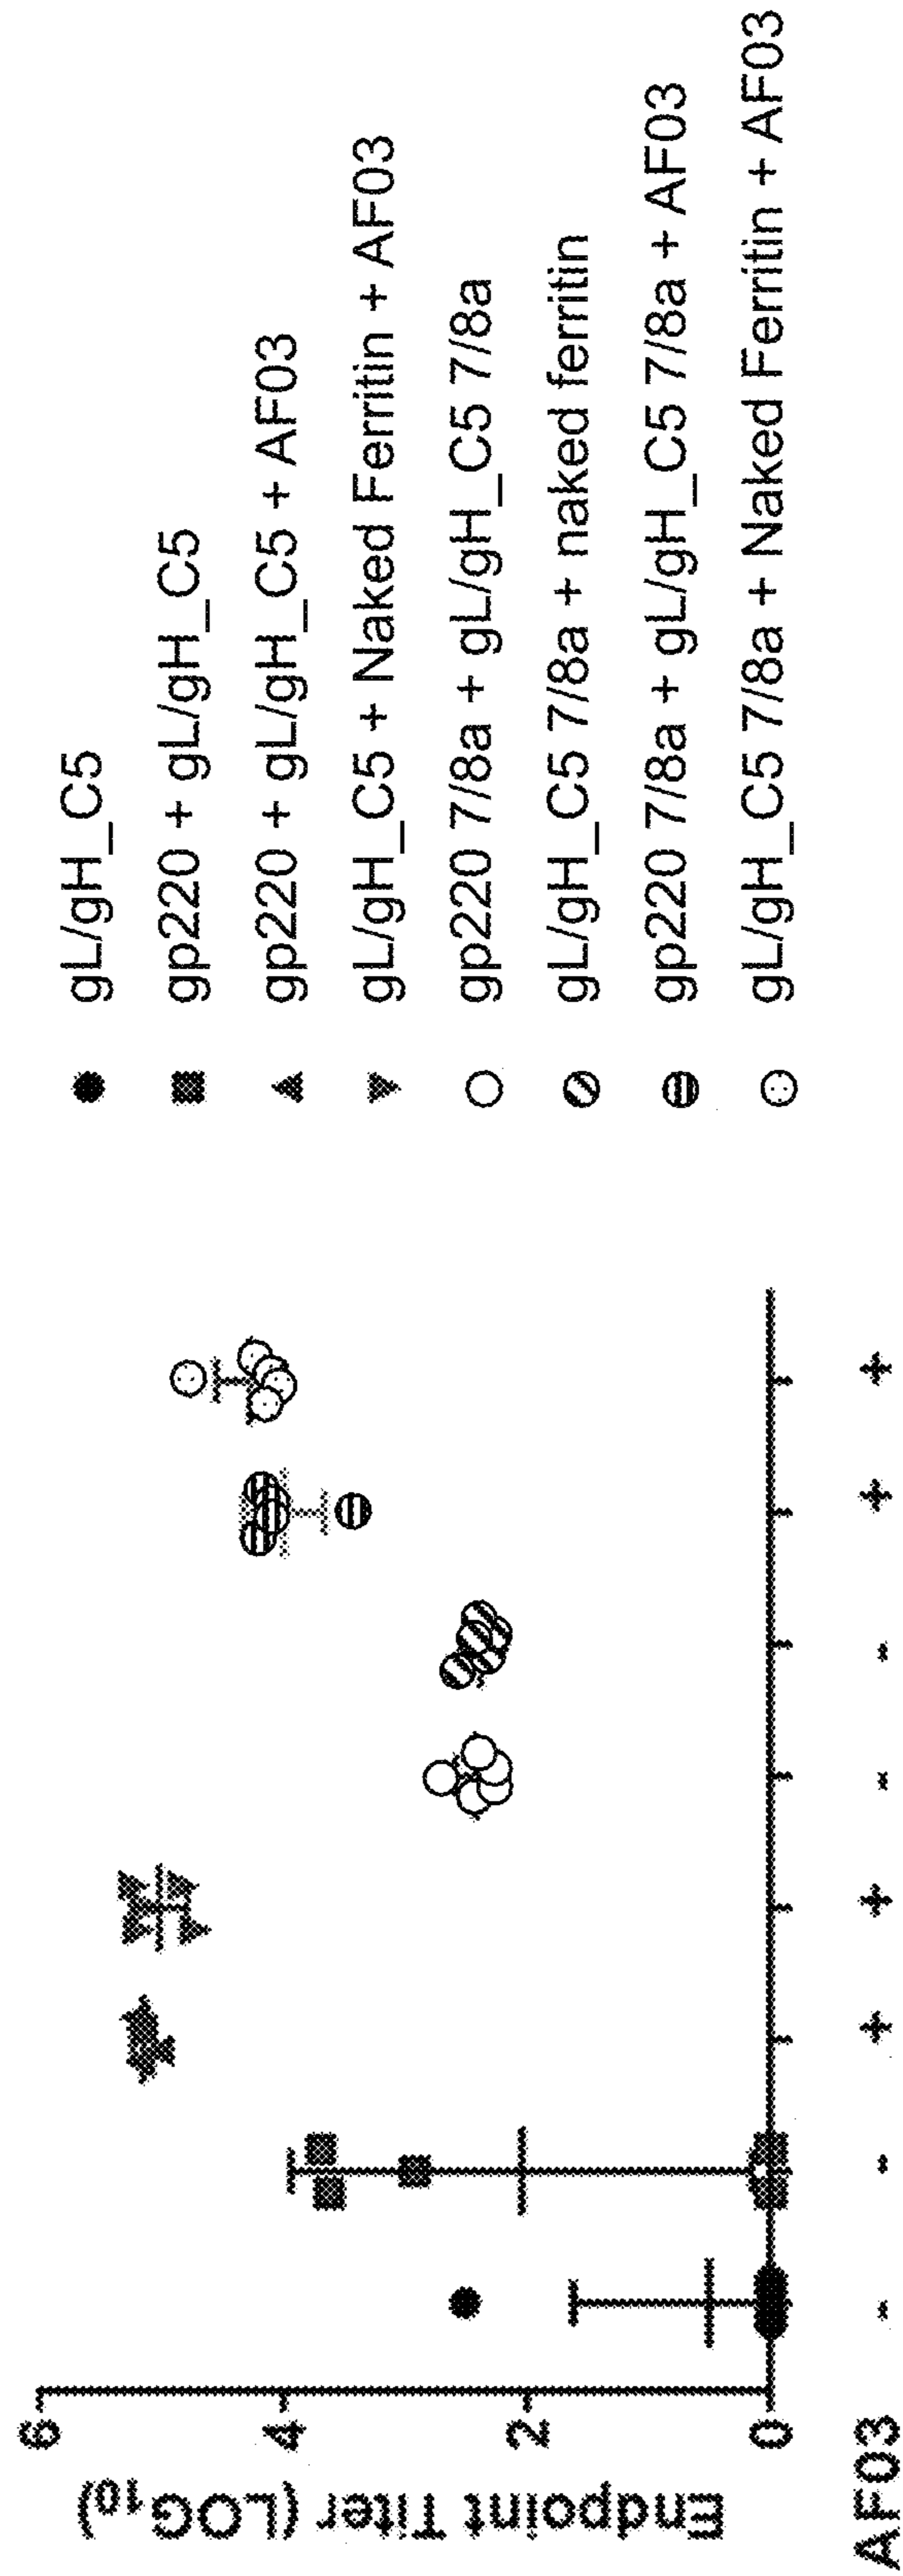 Endpoint Titer (LOG10)
6
4
2
0
AF03 - - + + - - + +
gL/gH_C5
gp220 + gL/gH_C5
gp220 + gL/gH_C5 + AF03
gL/gH_C5 + Naked Ferritin + AF03
gp220 7/8a + gL/gH_C5 7/8a
gL/gH_C5 7/8a + naked ferritin
gp220 7/8a + gL/gH_C5 7/8a + AF03
gL/gH_C5 7/8a + Naked Ferritin + AF03